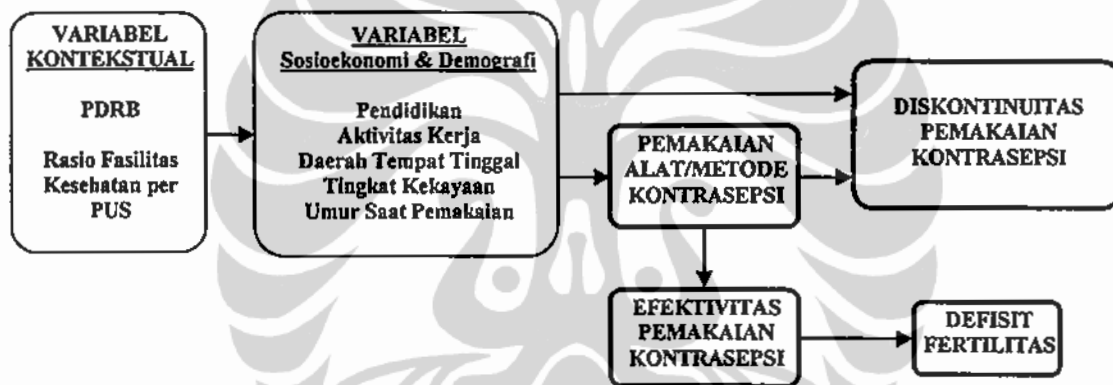 VARIABEL
KONTEKSTUAL
PDRB
Rasio Fasilitas
Kesehatan per
PUS
VARIABEL
Sosioekonomi & Demografi
Pendidikan
Aktivitas Kerja
Daerah Tempat Tinggal
Tingkat Kekayaan
Umur Saat Pemakaian
PEMAKAIAN
ALAT/METODE
KONTRASEPSI
DISKONTINUITAS
PEMAKAIAN
KONTRASEPSI
EFEKTIVITAS
PEMAKAIAN
KONTRASEPSI
DEFISIT
FERTILITAS